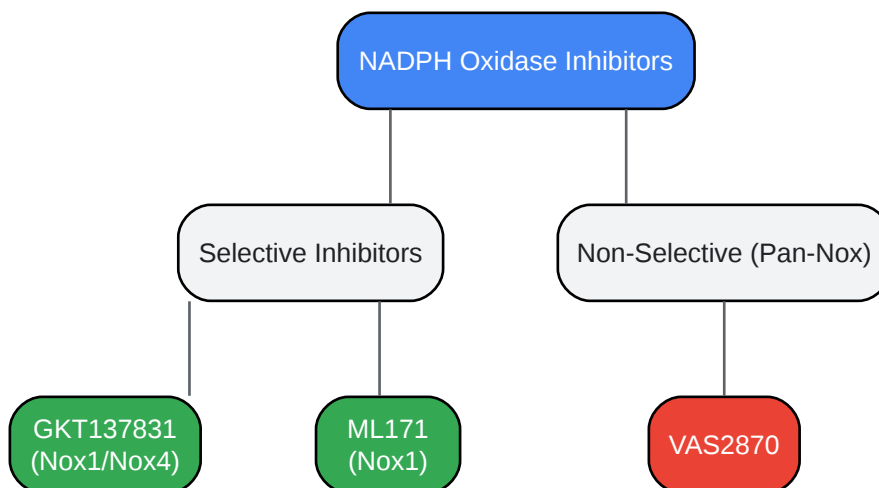 NADPH Oxidase Inhibitors
Selective Inhibitors
Non-Selective (Pan-Nox)
GKT137831
(Nox1/Nox4)
ML171
(Nox1)
VAS2870